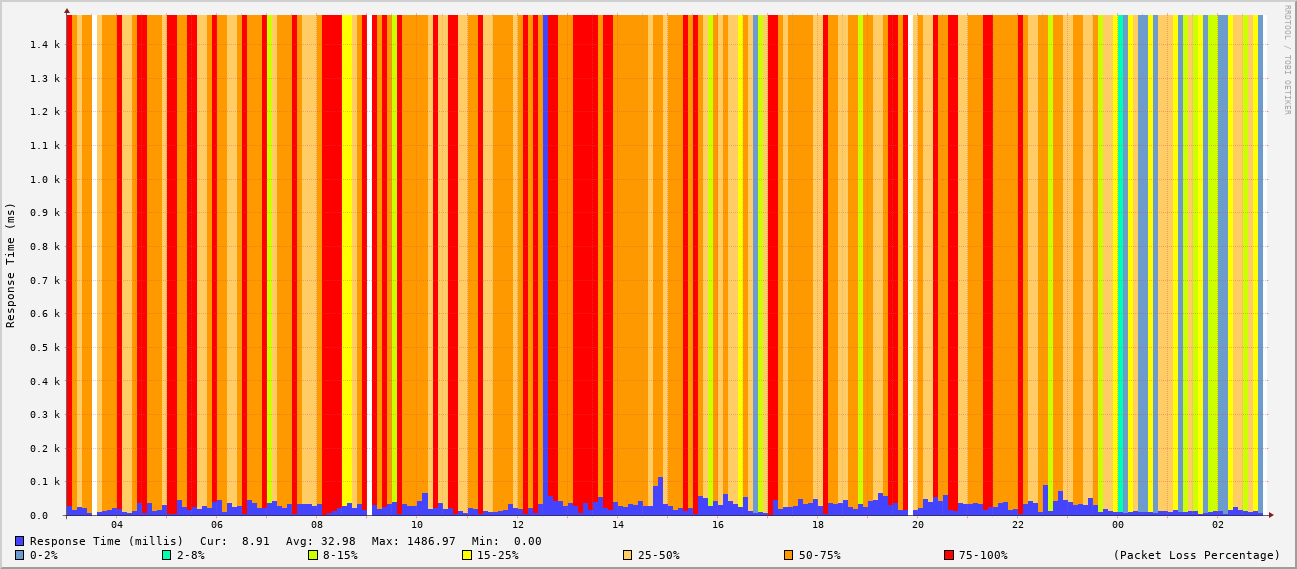 RRDTOOL / TOBI OETIKER
Response Time (ms)
1.4 k
1.3 k
1.2 k
1.1 k
1.0 k
0.9 k
0.8 k
0.7 k
0.6 k
0.5 k
0.4 k
0.3 k
0.2 k
0.1 k
0.0
04 06 08 10 12 14 16 18 20 22 00 02
Response Time (millis) Cur: 8.91 Avg: 32.98 Max: 1486.97 Min: 0.00
0-2% 2-8% 8-15% 15-25% 25-50% 50-75% 75-100% (Packet Loss Percentage)